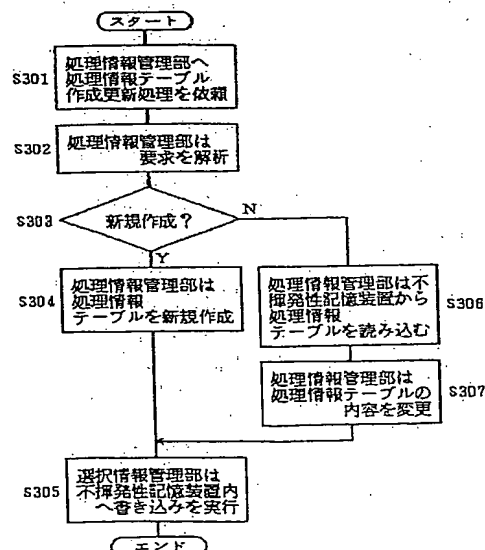 スタート
S301
処理情報管理部へ
処理情報テーブル
作成更新処理を依頼
S302
処理情報管理部は
要求を解析
S303
新規作成？
N
Y
S304
処理情報管理部は
処理情報
テーブルを新規作成
処理情報管理部は不
揮発性記憶装置から
処理情報
テーブルを読み込む
S306
処理情報管理部は
処理情報テーブルの
内容を変更
S307
S305
選択情報管理部は
不揮発性記憶装置内
へ書き込みを実行
エンド